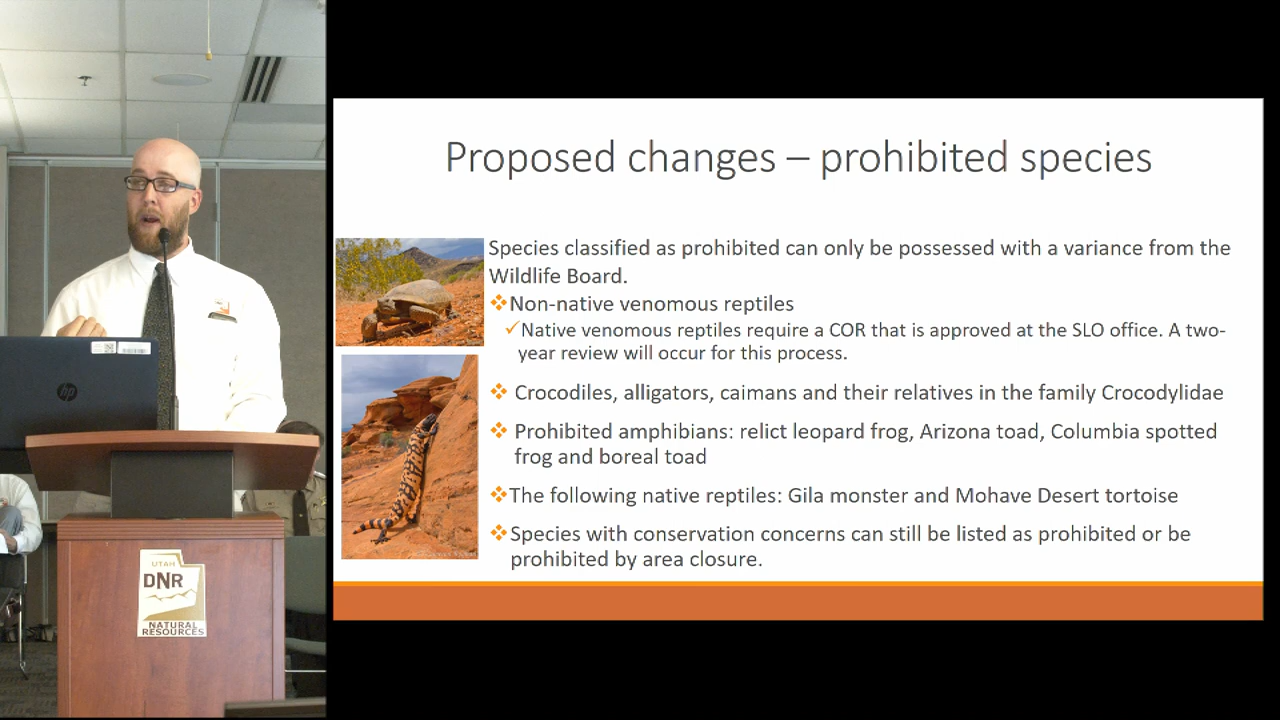 Proposed changes – prohibited species
Species classified as prohibited can only be possessed with a variance from the
Wildlife Board.
❖Non-native venomous reptiles
✓Native venomous reptiles require a COR that is approved at the SLO office. A two-
year review will occur for this process.
❖ Crocodiles, alligators, caimans and their relatives in the family Crocodylidae
❖ Prohibited amphibians: relict leopard frog, Arizona toad, Columbia spotted
frog and boreal toad
❖The following native reptiles: Gila monster and Mohave Desert tortoise
❖Species with conservation concerns can still be listed as prohibited or be
prohibited by area closure.
hp
UTAH
DNR
NATURAL
RESOURCES